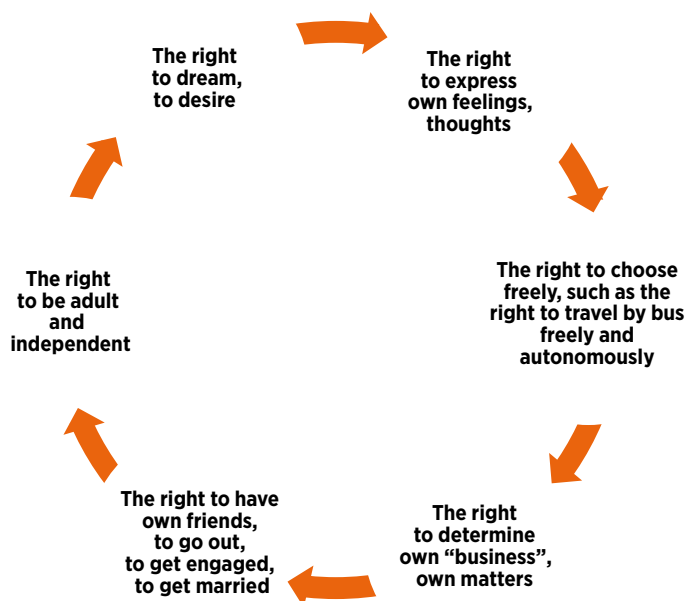 The right
to dream,
to desire
The right
to express
own feelings,
thoughts
The right to choose
freely, such as the
right to travel by bus
freely and
autonomously
The right
to determine
own “business”,
own matters
The right to have
own friends,
to go out,
to get engaged,
to get married
The right
to be adult
and
independent